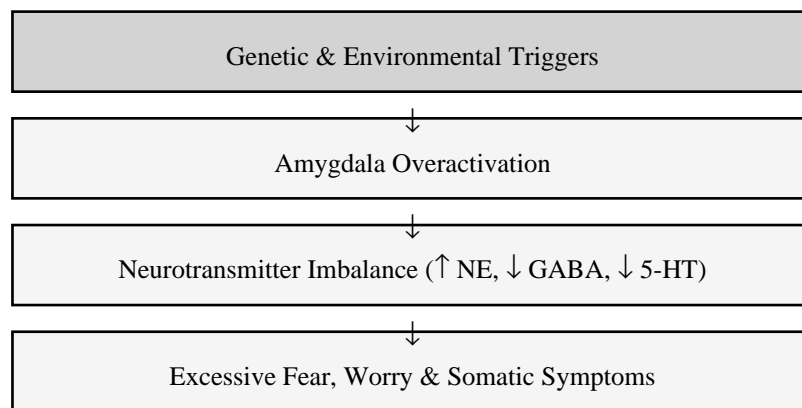 Genetic & Environmental Triggers
↓
Amygdala Overactivation
↓
Neurotransmitter Imbalance (↑ NE, ↓ GABA, ↓ 5-HT)
↓
Excessive Fear, Worry & Somatic Symptoms